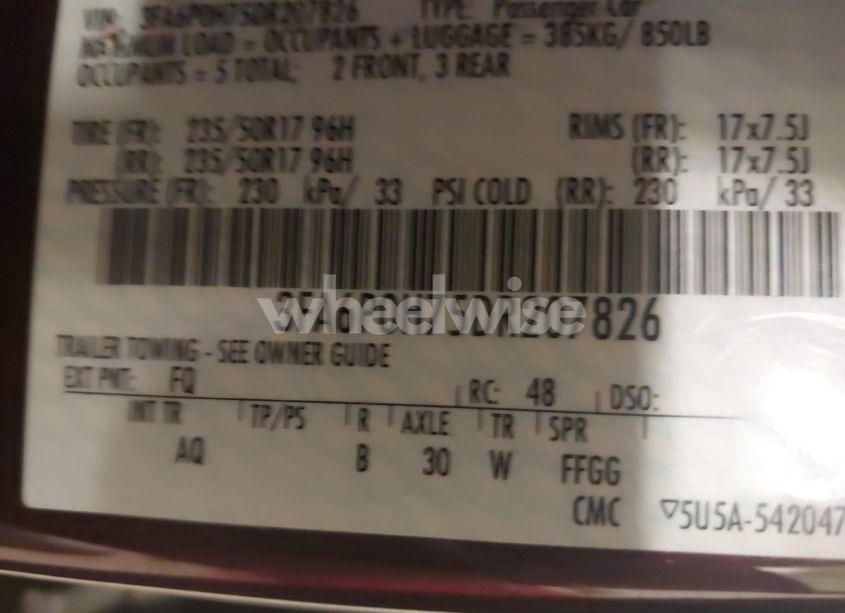 VIN: 3FA6P0H75DR207826 TYPE: Passenger Car
MAXIMUM LOAD = OCCUPANTS + LUGGAGE = 385KG/ 850LB
OCCUPANTS = 5 TOTAL; 2 FRONT, 3 REAR
TIRE (FR): 235/50R17 96H RIMS (FR): 17x7.5J
(RR): 235/50R17 96H (RR): 17x7.5J
PRESSURE (FR): 230 kPa/ 33 PSI COLD (RR): 230 kPa/ 33
3FA6P0H75DR207826
wheelwise
TRAILER TOWING - SEE OWNER GUIDE
EXT PNT: FQ RC: 48 DSO:
INT TR TP/PS R AXLE TR SPR
AQ B 30 W FFGG
CMC 5U5A-542047